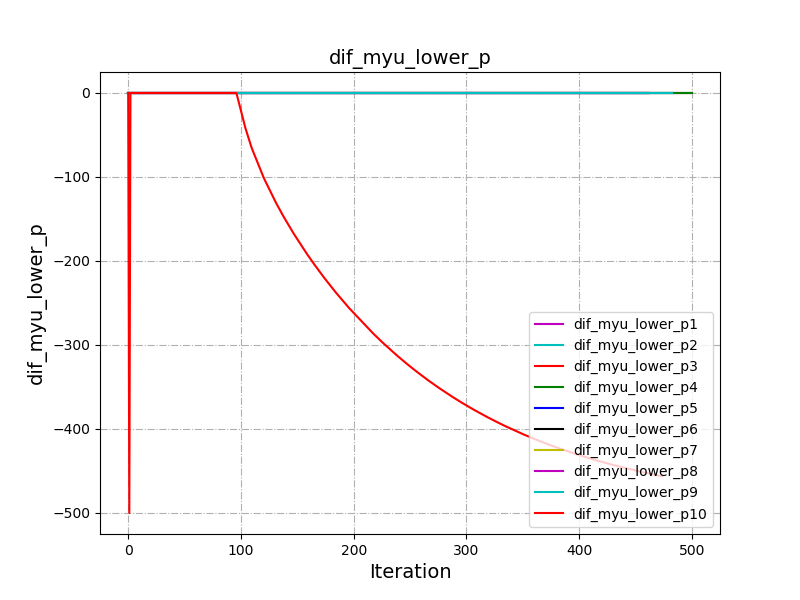 dif_myu_lower_p
dif_myu_lower_p
0
−100
−200
−300
−400
−500
0
100
200
300
400
500
Iteration
dif_myu_lower_p1
dif_myu_lower_p2
dif_myu_lower_p3
dif_myu_lower_p4
dif_myu_lower_p5
dif_myu_lower_p6
dif_myu_lower_p7
dif_myu_lower_p8
dif_myu_lower_p9
dif_myu_lower_p10